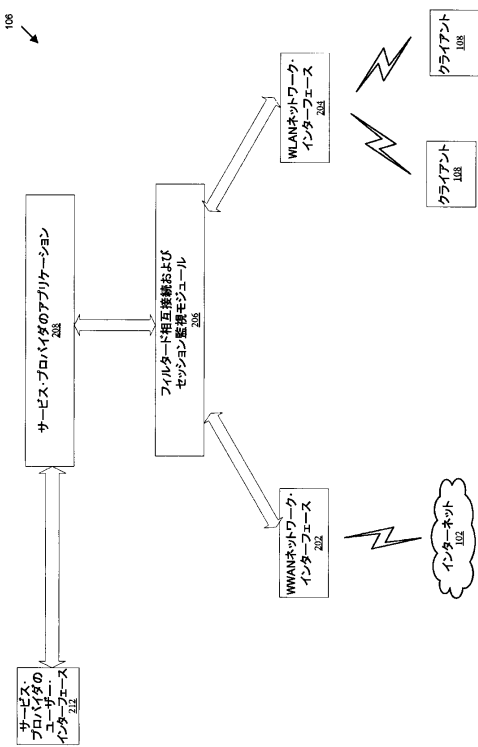 106
サービス・
プロバイダの
ユーザー・
インターフェース
212
サービス・プロバイダのアプリケーション
208
フィルタード相互接続および
セッション監視モジュール
206
WWANネットワーク・
インターフェース
202
WLANネットワーク・
インターフェース
204
インターネット
102
クライアント
108
クライアント
108